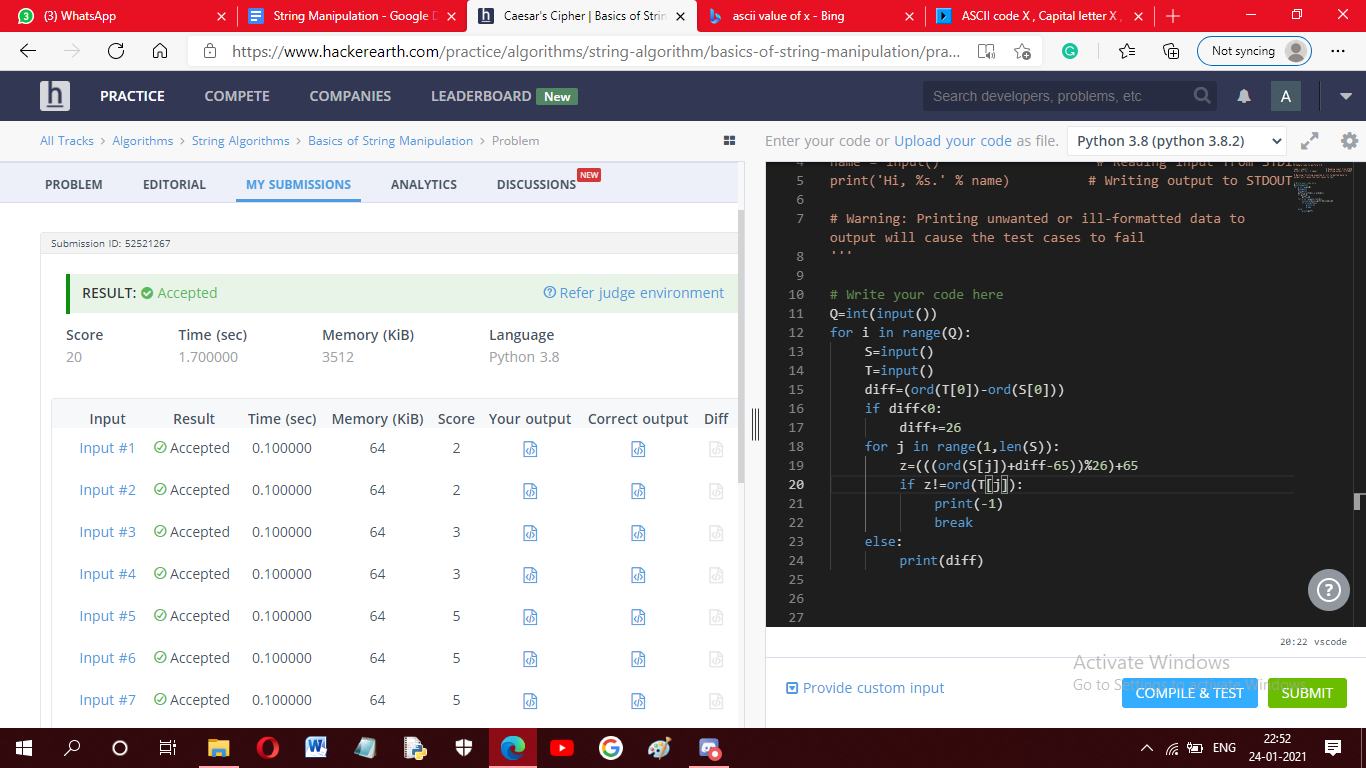 (3) WhatsApp
String Manipulation - Google D
Caesar's Cipher | Basics of Strin
ascii value of x - Bing
ASCII code X , Capital letter X ,
https://www.hackerearth.com/practice/algorithms/string-algorithm/basics-of-string-manipulation/pra...
Not syncing
h PRACTICE COMPETE COMPANIES LEADERBOARD New
Search developers, problems, etc
A
All Tracks > Algorithms > String Algorithms > Basics of String Manipulation > Problem
Enter your code or Upload your code as file.
Python 3.8 (python 3.8.2)
PROBLEM EDITORIAL MY SUBMISSIONS ANALYTICS DISCUSSIONS NEW
Submission ID: 52521267
RESULT: Accepted
Refer judge environment
Score Time (sec) Memory (KiB) Language
20 1.700000 3512 Python 3.8
Input Result Time (sec) Memory (KiB) Score Your output Correct output Diff
Input #1 Accepted 0.100000 64 2
Input #2 Accepted 0.100000 64 2
Input #3 Accepted 0.100000 64 3
Input #4 Accepted 0.100000 64 3
Input #5 Accepted 0.100000 64 5
Input #6 Accepted 0.100000 64 5
Input #7 Accepted 0.100000 64 5
4 name = input() # Reading input from STDI
5 print('Hi, %s.' % name) # Writing output to STDOUT
6
7 # Warning: Printing unwanted or ill-formatted data to
output will cause the test cases to fail
8 '''
9
10 # Write your code here
11 Q=int(input())
12 for i in range(Q):
13 S=input()
14 T=input()
15 diff=(ord(T[0])-ord(S[0]))
16 if diff<0:
17 diff+=26
18 for j in range(1,len(S)):
19 z=(((ord(S[j])+diff-65))%26)+65
20 if z!=ord(T[j]):
21 print(-1)
22 break
23 else:
24 print(diff)
25
26
27
20:22 vscode
Activate Windows
Go to Settings to activate Windows.
Provide custom input
COMPILE & TEST
SUBMIT
ENG
22:52
24-01-2021